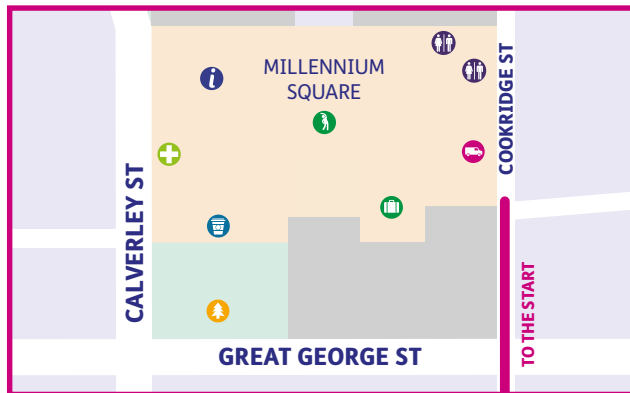 MILLENNIUM
SQUARE
COOKRIDGE ST
CALVERLEY ST
TO THE START
GREAT GEORGE ST
i